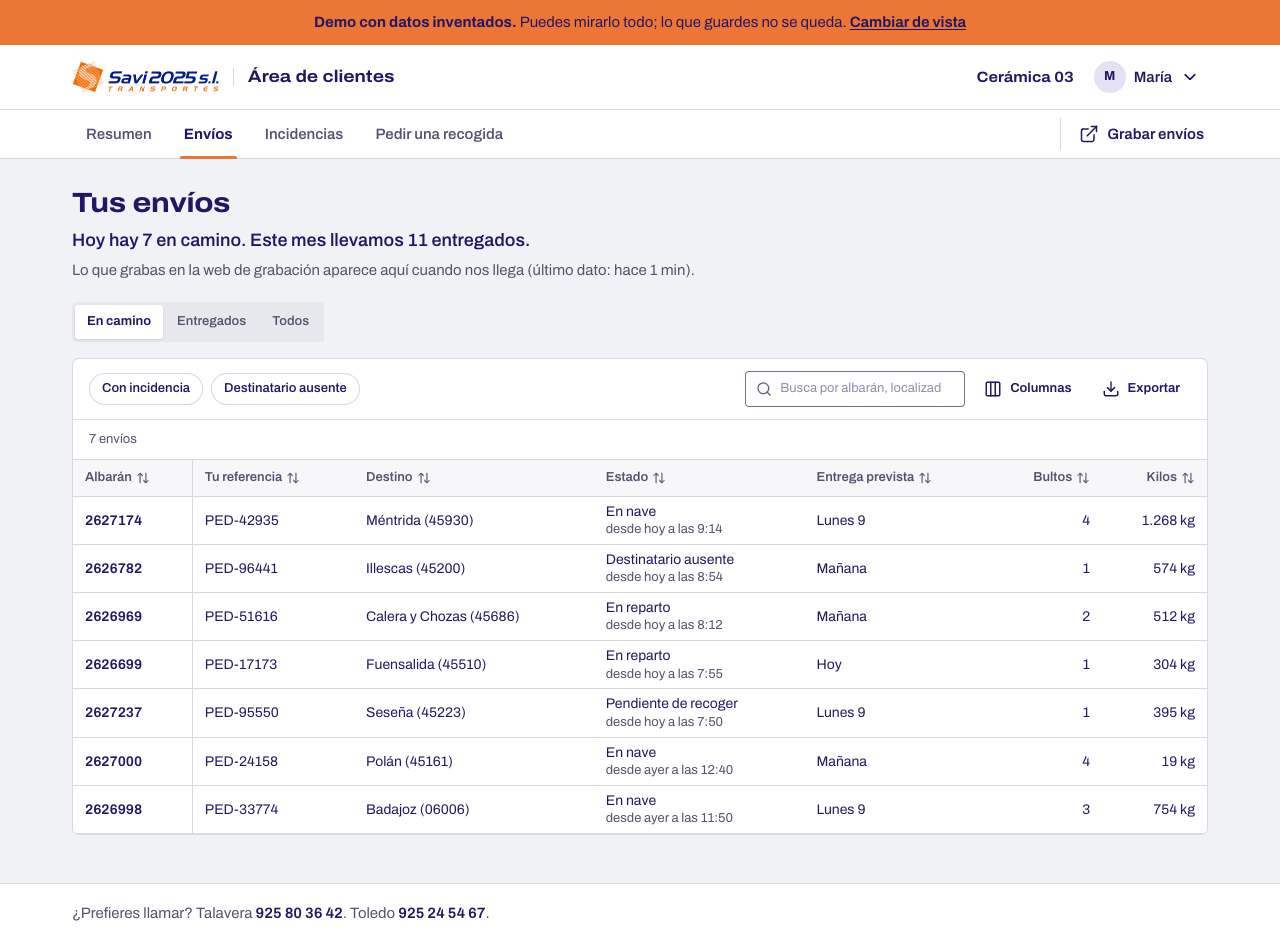 Demo con datos inventados. Puedes mirarlo todo; lo que guardes no se queda. Cambiar de vista
Savi 2025 s.l.
TRANSPORTES
Área de clientes
Cerámica 03
M
María
Resumen
Envíos
Incidencias
Pedir una recogida
Grabar envíos
Tus envíos
Hoy hay 7 en camino. Este mes llevamos 11 entregados.
Lo que grabas en la web de grabación aparece aquí cuando nos llega (último dato: hace 1 min).
En camino
Entregados
Todos
Con incidencia
Destinatario ausente
Busca por albarán, localizad
Columnas
Exportar
7 envíos
Albarán Tu referencia Destino Estado Entrega prevista Bultos Kilos
2627174 PED-42935 Méntrida (45930) En nave Lunes 9 4 1.268 kg
desde hoy a las 9:14
2626782 PED-96441 Illescas (45200) Destinatario ausente Mañana 1 574 kg
desde hoy a las 8:54
2626969 PED-51616 Calera y Chozas (45686) En reparto Mañana 2 512 kg
desde hoy a las 8:12
2626699 PED-17173 Fuensalida (45510) En reparto Hoy 1 304 kg
desde hoy a las 7:55
2627237 PED-95550 Seseña (45223) Pendiente de recoger Lunes 9 1 395 kg
desde hoy a las 7:50
2627000 PED-24158 Polán (45161) En nave Mañana 4 19 kg
desde ayer a las 12:40
2626998 PED-33774 Badajoz (06006) En nave Lunes 9 3 754 kg
desde ayer a las 11:50
¿Prefieres llamar? Talavera 925 80 36 42. Toledo 925 24 54 67.